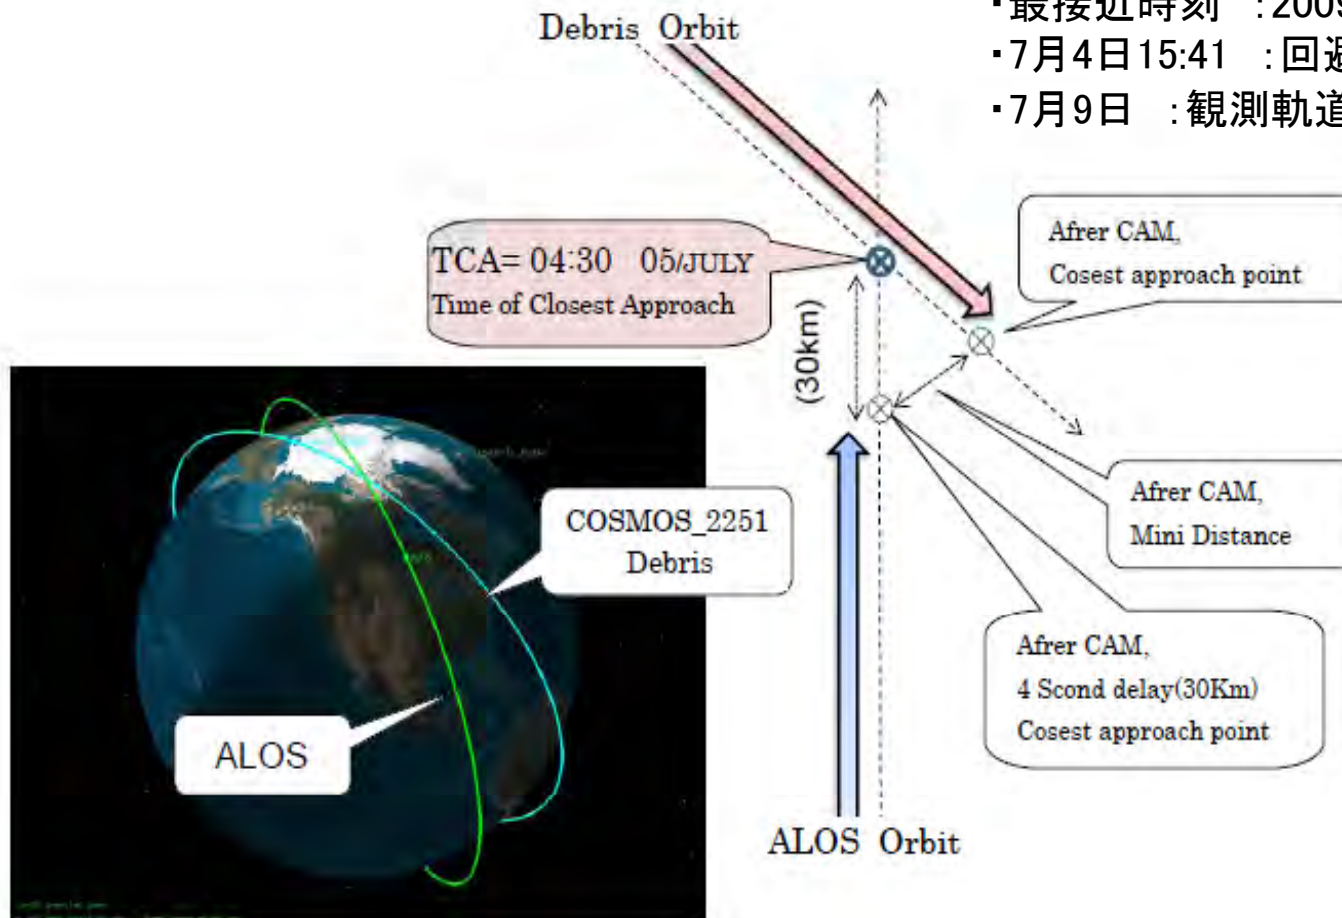 ・最接近時刻 :2009
・7月4日15:41 :回避
・7月9日 :観測軌道
Debris Orbit
TCA= 04:30 05/JULY
Time of Closest Approach
Afrer CAM,
Cosest approach point
(30km)
COSMOS_2251
Debris
ALOS
Afrer CAM,
Mini Distance
Afrer CAM,
4 Scond delay(30Km)
Cosest approach point
ALOS Orbit